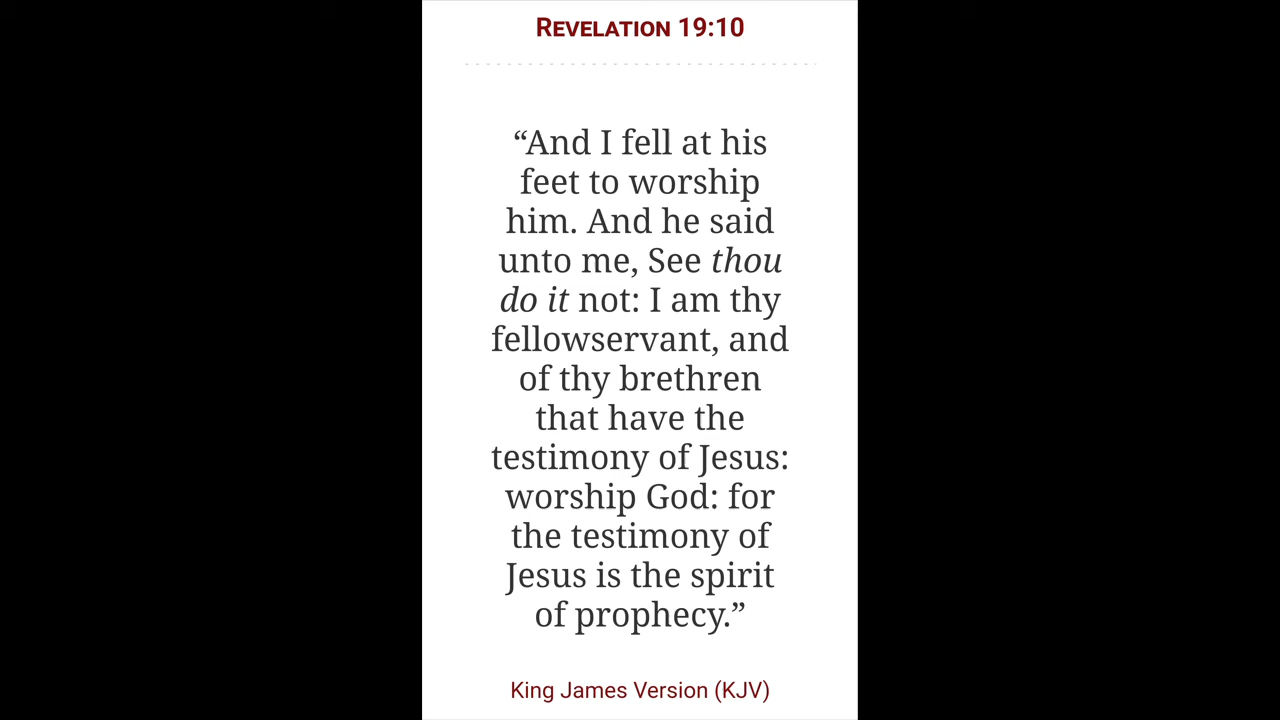 Revelation 19:10
“And I fell at his
feet to worship
him. And he said
unto me, See thou
do it not: I am thy
fellowservant, and
of thy brethren
that have the
testimony of Jesus:
worship God: for
the testimony of
Jesus is the spirit
of prophecy.”
King James Version (KJV)